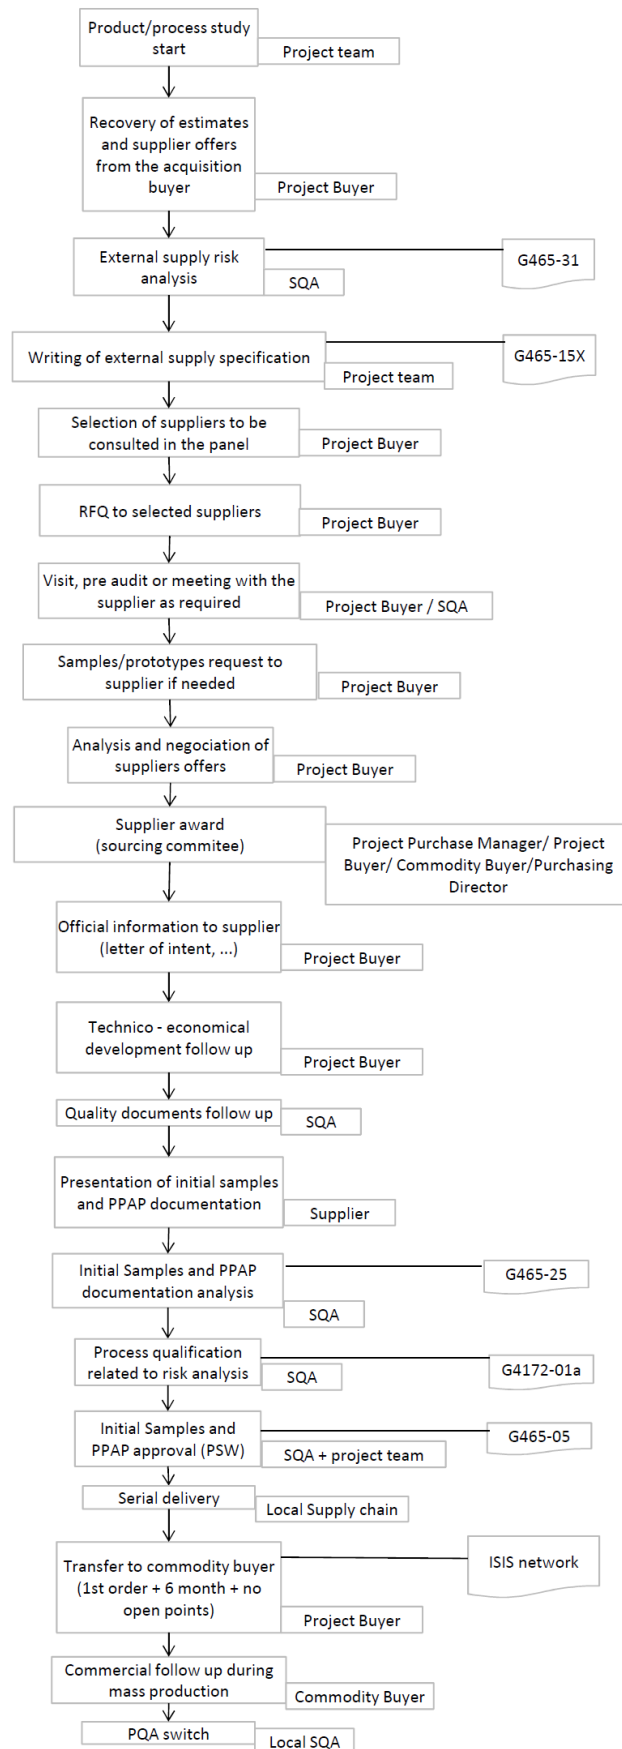 Product/process study
start
Project team
Recovery of estimates
and supplier offers
from the acquisition
buyer
Project Buyer
External supply risk
analysis
SQA
G465-31
Writing of external supply specification
Project team
G465-15X
Selection of suppliers to be
consulted in the panel
Project Buyer
RFQ to selected suppliers
Project Buyer
Visit, pre audit or meeting with the
supplier as required
Project Buyer / SQA
Samples/prototypes request to
supplier if needed
Project Buyer
Analysis and negociation of
suppliers offers
Project Buyer
Supplier award
(sourcing commitee)
Project Purchase Manager/ Project
Buyer/ Commodity Buyer/Purchasing
Director
Official information to supplier
(letter of intent, ...)
Project Buyer
Technico - economical
development follow up
Project Buyer
Quality documents follow up
SQA
Presentation of initial samples
and PPAP documentation
Supplier
Initial Samples and PPAP
documentation analysis
SQA
G465-25
Process qualification
related to risk analysis
SQA
G4172-01a
Initial Samples and
PPAP approval (PSW)
SQA + project team
G465-05
Serial delivery
Local Supply chain
Transfer to commodity buyer
(1st order + 6 month + no
open points)
Project Buyer
ISIS network
Commercial follow up during
mass production
Commodity Buyer
PQA switch
Local SQA